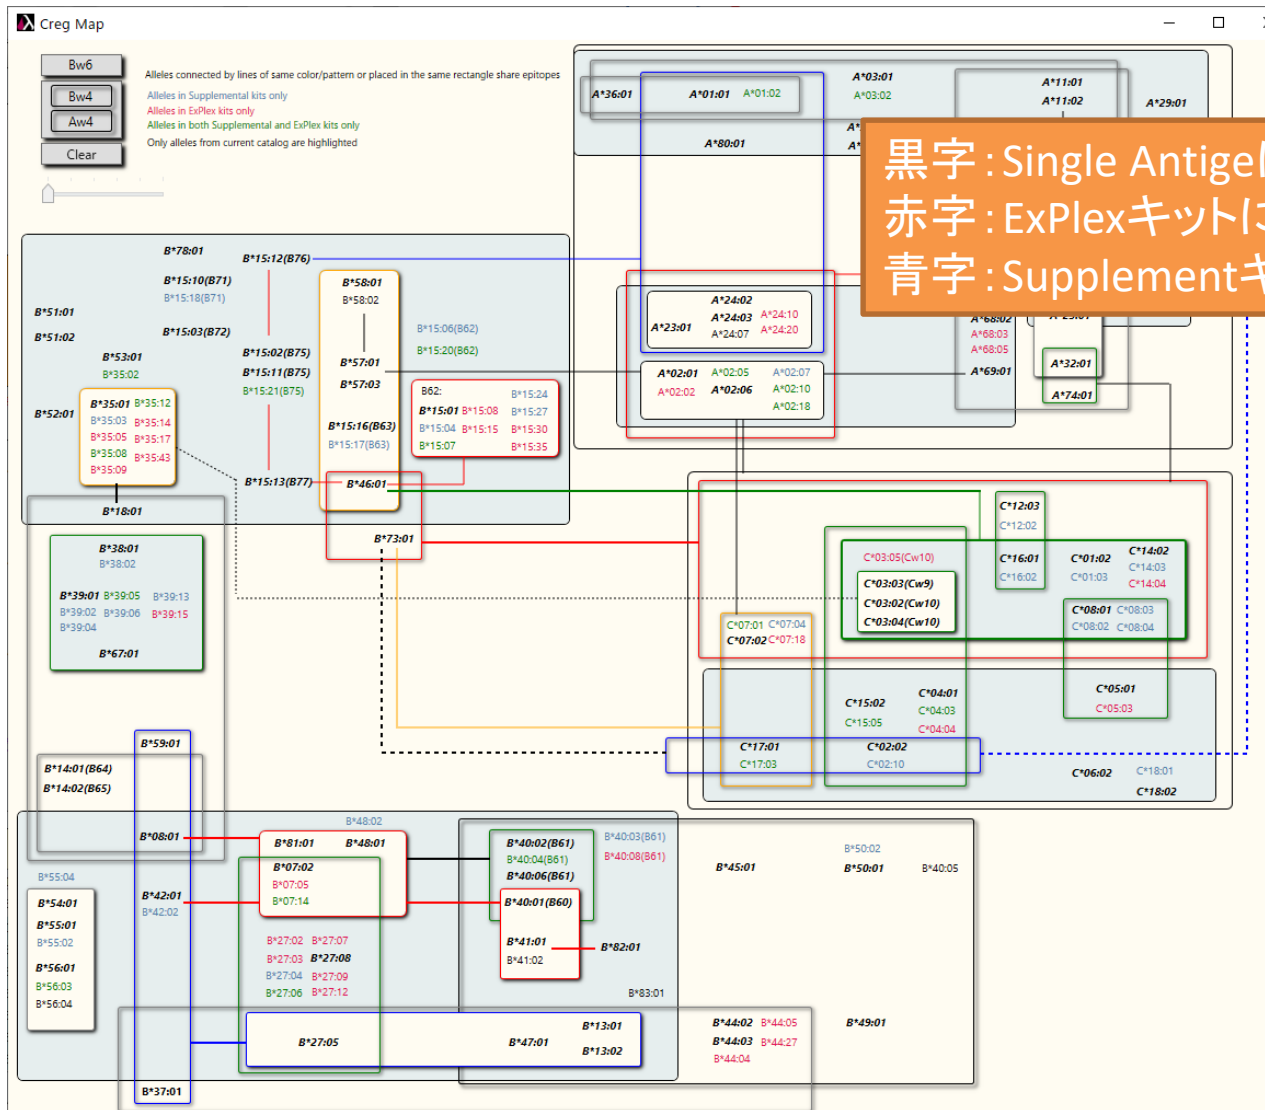 Creg Map
Bw6
Bw4
Aw4
Clear
Alleles connected by lines of same color/pattern or placed in the same rectangle share epitopes
Alleles in Supplemental kits only
Alleles in ExPlex kits only
Alleles in both Supplemental and ExPlex kits only
Only alleles from current catalog are highlighted
A*36:01
A*01:01 A*01:02
A*03:01
A*03:02
A*11:01
A*11:02
A*29:01
A*80:01
黒字：Single Antige
赤字：ExPlexキットに
青字：Supplementキ
A*24:02
A*24:03 A*24:10
A*23:01
A*24:07 A*24:20
A*68:02
A*68:03
A*68:05
A*69:01
A*32:01
A*74:01
A*02:01 A*02:05 A*02:07
A*02:02 A*02:06 A*02:10
A*02:18
B*78:01
B*15:12(B76)
B*15:10(B71)
B*15:18(B71)
B*15:03(B72)
B*51:01
B*51:02
B*53:01
B*35:02
B*15:02(B75)
B*15:11(B75)
B*15:21(B75)
B*58:01
B*58:02
B*57:01
B*57:03
B*15:16(B63)
B*15:17(B63)
B*46:01
B*15:06(B62)
B*15:20(B62)
B62:
B*15:24
B*15:01 B*15:08 B*15:27
B*15:04 B*15:15 B*15:30
B*15:07 B*15:35
B*52:01
B*35:01 B*35:12
B*35:03 B*35:14
B*35:05 B*35:17
B*35:08 B*35:43
B*35:09
B*15:13(B77)
B*18:01
B*73:01
B*38:01
B*38:02
B*39:01 B*39:05 B*39:13
B*39:02 B*39:06 B*39:15
B*39:04
B*67:01
C*12:03
C*12:02
C*03:05(Cw10)
C*03:03(Cw9)
C*03:02(Cw10)
C*03:04(Cw10)
C*16:01
C*16:02
C*01:02
C*01:03
C*14:02
C*14:03
C*14:04
C*08:01 C*08:03
C*08:02 C*08:04
C*07:01 C*07:04
C*07:02 C*07:18
C*15:02
C*15:05
C*04:01
C*04:03
C*04:04
C*05:01
C*05:03
C*17:01
C*17:03
C*02:02
C*02:10
C*06:02
C*18:01
C*18:02
B*59:01
B*14:01(B64)
B*14:02(B65)
B*08:01
B*48:02
B*81:01 B*48:01
B*07:02
B*07:05
B*07:14
B*40:02(B61)
B*40:04(B61)
B*40:06(B61)
B*40:03(B61)
B*40:08(B61)
B*40:01(B60)
B*41:01
B*41:02
B*82:01
B*83:01
B*45:01
B*50:02
B*50:01
B*40:05
B*55:04
B*54:01
B*55:01
B*55:02
B*56:01
B*56:03
B*56:04
B*42:01
B*42:02
B*27:02 B*27:07
B*27:03 B*27:08
B*27:04 B*27:09
B*27:06 B*27:12
B*27:05
B*47:01
B*13:01
B*13:02
B*44:02 B*44:05
B*44:03 B*44:27
B*44:04
B*49:01
B*37:01